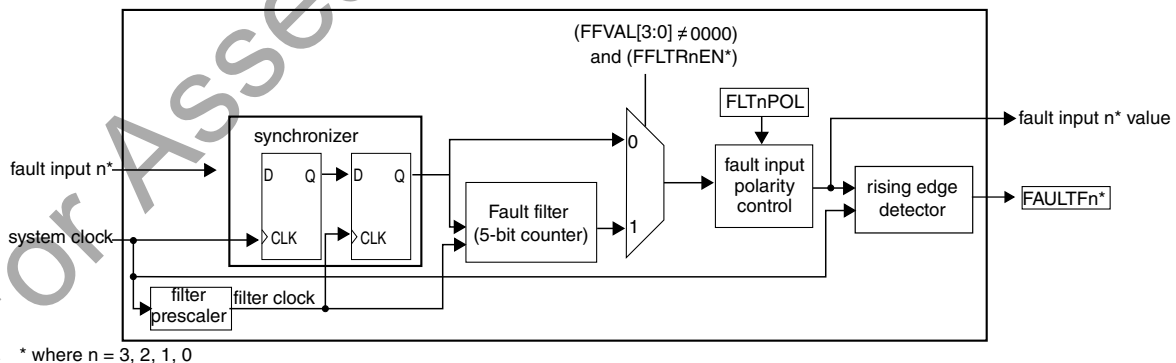 (FFVAL[3:0] ≠ 0000)
and (FFLTRnEN*)
FLTnPOL
synchronizer
fault input n*
D Q D Q
CLK CLK
system clock
Fault filter
(5-bit counter)
0
1
fault input
polarity
control
fault input n* value
rising edge
detector
FAULTFn*
filter
prescaler
filter clock
* where n = 3, 2, 1, 0
or Asse